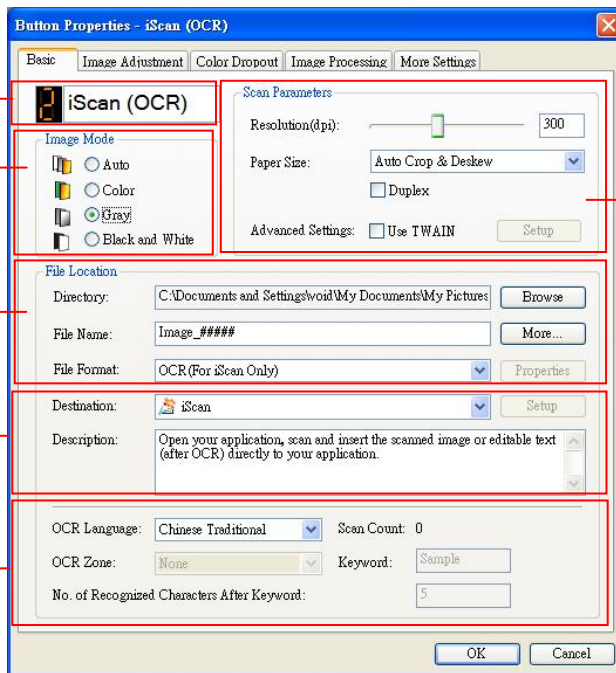 Button Properties - iScan (OCR)
Basic Image Adjustment Color Dropout Image Processing More Settings
2 iScan (OCR)
Scan Parameters
Resolution(dpi): 300
Paper Size: Auto Crop & Deskew
Duplex
Advanced Settings: Use TWAIN Setup
Image Mode
Auto
Color
Gray
Black and White
File Location
Directory: C:\Documents and Settings\void\My Documents\My Pictures Browse
File Name: Image_##### More...
File Format: OCR(For iScan Only) Properties
Destination: iScan Setup
Description: Open your application, scan and insert the scanned image or editable text
(after OCR) directly to your application.
OCR Language: Chinese Traditional Scan Count: 0
OCR Zone: None Keyword: Sample
No. of Recognized Characters After Keyword: 5
OK Cancel